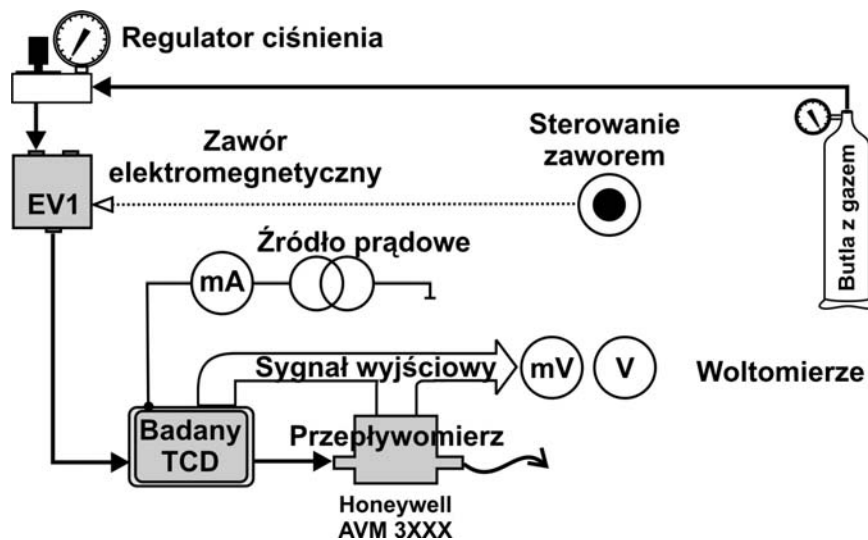 Regulator ciśnienia
Zawór
elektromegnetyczny
Sterowanie
zaworem
EV1
Butla z gazem
Źródło prądowe
mA
Sygnał wyjściowy
mV
V
Woltomierze
Badany
TCD
Przepływomierz
Honeywell
AVM 3XXX